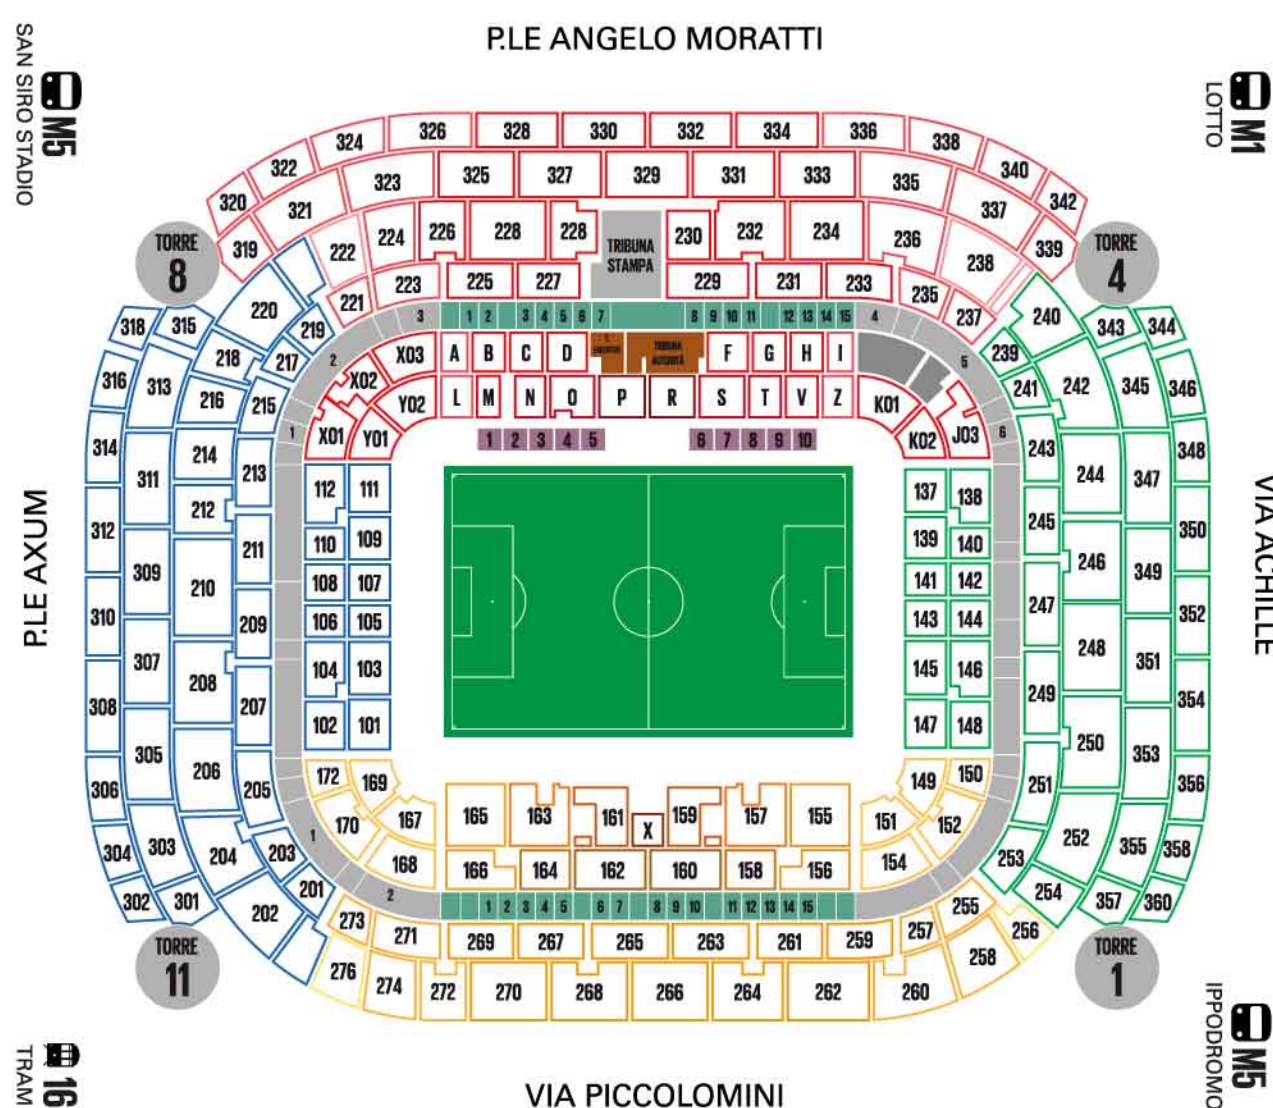 P.LE ANGELO MORATTI
SAN SIRO STADIO
M5
LOTTO
M1
326 328 330 332 334 336
324 338
322 340
320 342
325 327 329 331 333
323 335
321 337
319 339
TORRE
8
TORRE
4
222 224 226 228 228
TRIBUNA
STAMPA
230 232 234 236 238
221 223 225 227 229 231 233 235 237
220 219 218 217 216 215
240 239 241 242
318 315 316 313 314
343 344 345 346
3 1 2 3 4 5 6 7 8 9 10 11 12 13 14 15 4
2 5
1 6
X03 A B C D
TRIBUNA
AUTORITÀ
F G H I
X02 Y02 L M N O P R S T V Z K01
X01 Y01 K02 J03
1 2 3 4 5 6 7 8 9 10
P.LE AXUM
VIA ACHILLE
312 311 214 213
310 309 212 211
308 307 210 209
306 305 208 207
206 205
112 111
110 109
108 107
106 105
104 103
102 101
137 138
139 140
141 142
143 144
145 146
147 148
243 244 347 348
245 246 349 350
247 248 351 352
249 250 353 354
251 252 355 356
172 169
170 167
168
165 163 161 X 159 157 155
166 164 162 160 158 156
149 150
151 152
154
304 303 204 203
302 301 202 201
253 254 357 358 360
1
2 1 2 3 4 5 6 7 8 9 10 11 12 13 14 15
273 271 269 267 265 263 261 259 257 255
276 274 272 270 268 266 264 262 260 258 256
TORRE
11
TORRE
1
16
TRAM
IPPODROMO
M5
VIA PICCOLOMINI